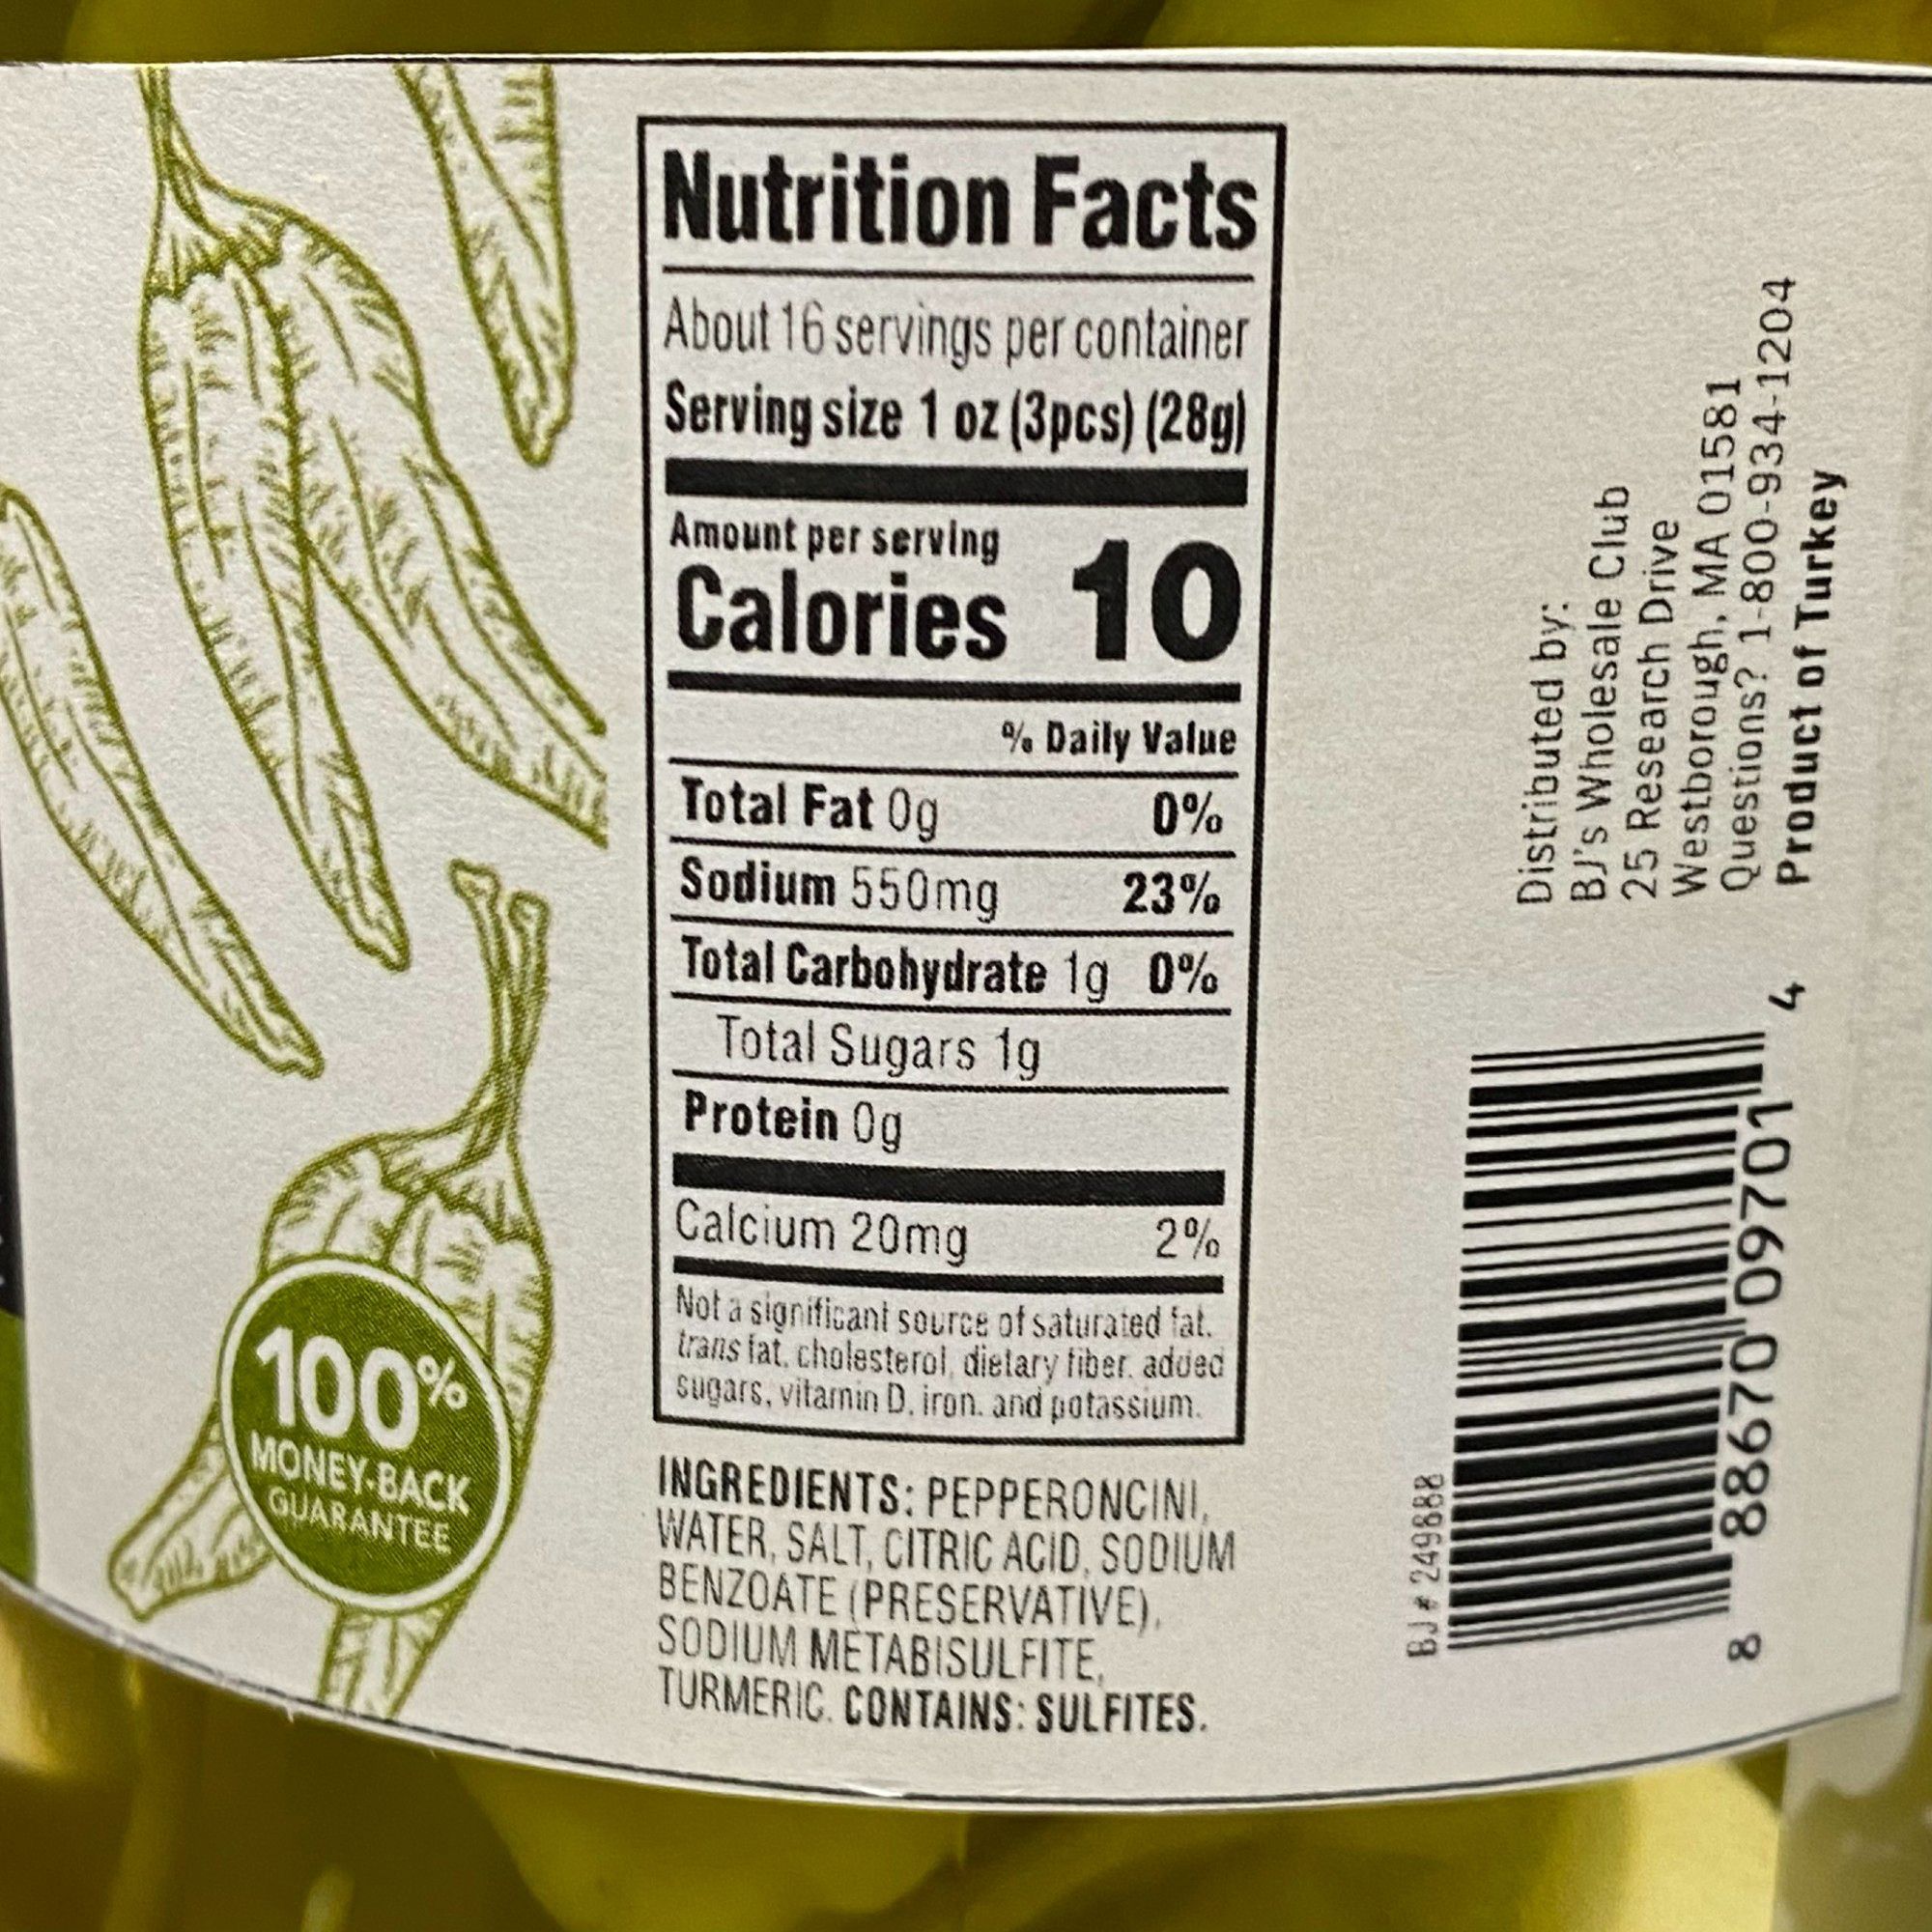 Nutrition Facts
About 16 servings per container
Serving size 1 oz (3pcs) (28g)
Amount per serving
Calories 10
% Daily Value
Total Fat 0g 0%
Sodium 550mg 23%
Total Carbohydrate 1g 0%
Total Sugars 1g
Protein 0g
Calcium 20mg 2%
Not a significant source of saturated fat,
trans fat, cholesterol, dietary fiber, added
sugars, vitamin D, iron, and potassium.
INGREDIENTS: PEPPERONCINI,
WATER, SALT, CITRIC ACID, SODIUM
BENZOATE (PRESERVATIVE),
SODIUM METABISULFITE,
TURMERIC. CONTAINS: SULFITES.
100%
MONEY-BACK
GUARANTEE
Distributed by:
BJ's Wholesale Club
25 Research Drive
Westborough, MA 01581
Questions? 1-800-934-1204
Product of Turkey
BJ# 249888
8 88670 09701 4